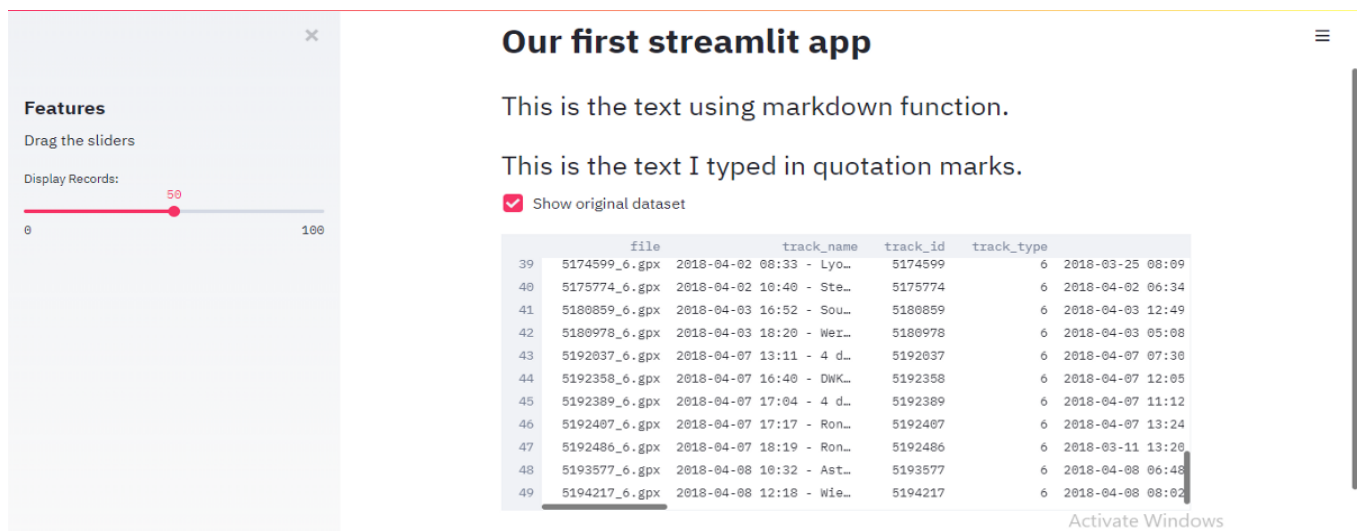 ×
Our first streamlit app
≡
Features
This is the text using markdown function.
Drag the sliders
This is the text I typed in quotation marks.
Display Records:
50
0 100
Show original dataset
file track_name track_id track_type
39 5174599_6.gpx 2018-04-02 08:33 - Lyo… 5174599 6 2018-03-25 08:09
40 5175774_6.gpx 2018-04-02 10:40 - Ste… 5175774 6 2018-04-02 06:34
41 5180859_6.gpx 2018-04-03 16:52 - Sou… 5180859 6 2018-04-03 12:49
42 5180978_6.gpx 2018-04-03 18:20 - Wer… 5180978 6 2018-04-03 05:08
43 5192037_6.gpx 2018-04-07 13:11 - 4 d… 5192037 6 2018-04-07 07:30
44 5192358_6.gpx 2018-04-07 16:40 - DWK… 5192358 6 2018-04-07 12:05
45 5192389_6.gpx 2018-04-07 17:04 - 4 d… 5192389 6 2018-04-07 11:12
46 5192407_6.gpx 2018-04-07 17:17 - Ron… 5192407 6 2018-04-07 13:24
47 5192486_6.gpx 2018-04-07 18:19 - Ron… 5192486 6 2018-03-11 13:20
48 5193577_6.gpx 2018-04-08 10:32 - Ast… 5193577 6 2018-04-08 06:48
49 5194217_6.gpx 2018-04-08 12:18 - Wie… 5194217 6 2018-04-08 08:02
Activate Windows